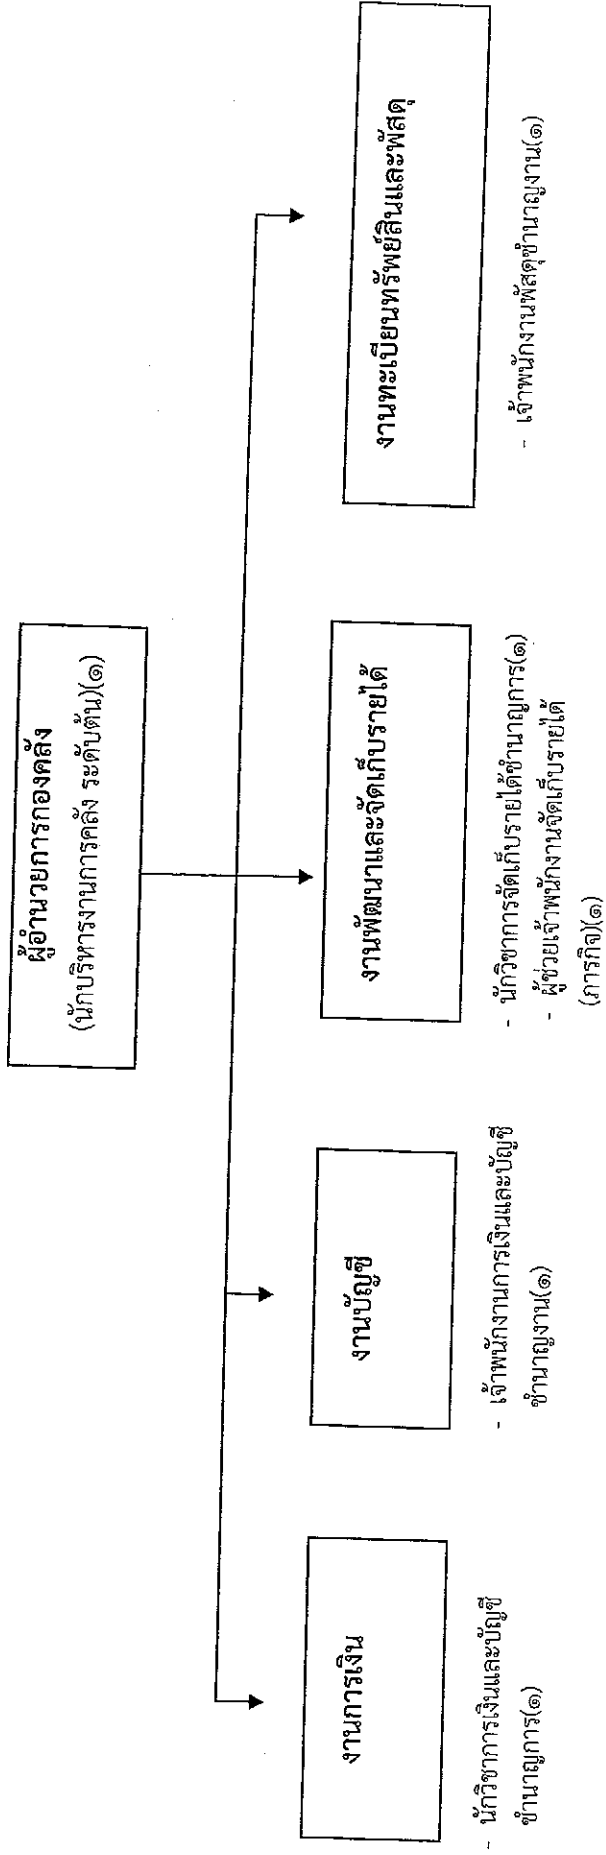 ผู้อำนวยการกองคลัง
(นักบริหารงานการคลัง ระดับต้น)(๑)
งานการเงิน
- นักวิชาการเงินและบัญชี
ชำนาญการ(๑)
งานบัญชี
- เจ้าพนักงานการเงินและบัญชี
ชำนาญงาน(๑)
งานพัฒนาและจัดเก็บรายได้
- นักวิชาการจัดเก็บรายได้ชำนาญการ(๑)
- ผู้ช่วยเจ้าพนักงานจัดเก็บรายได้
(ภารกิจ)(๑)
งานทะเบียนทรัพย์สินและพัสดุ
- เจ้าพนักงานพัสดุชำนาญงาน(๑)